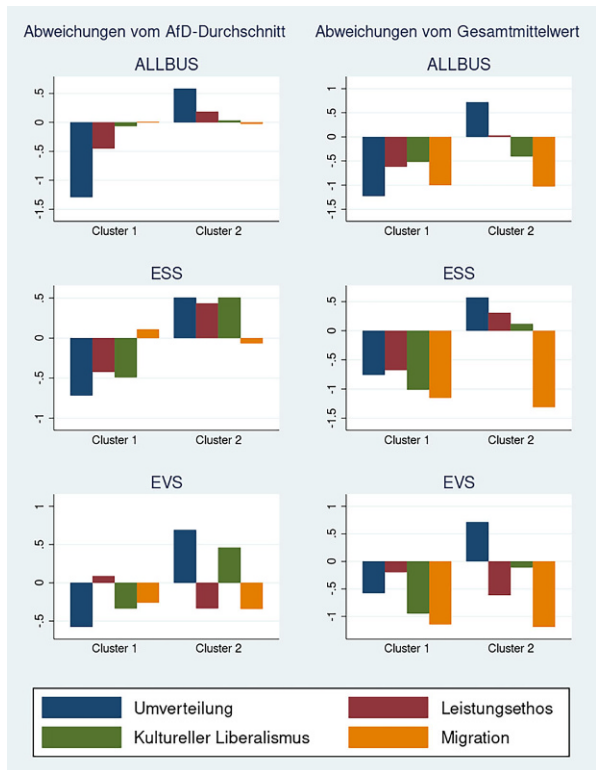 Abweichungen vom AfD-Durchschnitt Abweichungen vom Gesamtmittelwert
ALLBUS ALLBUS
.5
0
-.5
-1
-1.5
Cluster 1 Cluster 2
1
.5
0
-.5
-1
-1.5
Cluster 1 Cluster 2
ESS ESS
.5
0
-.5
-1
Cluster 1 Cluster 2
.5
0
-.5
-1
-1.5
Cluster 1 Cluster 2
EVS EVS
1
.5
0
-.5
Cluster 1 Cluster 2
1
.5
0
-.5
-1
Cluster 1 Cluster 2
Umverteilung Leistungsethos
Kultureller Liberalismus Migration